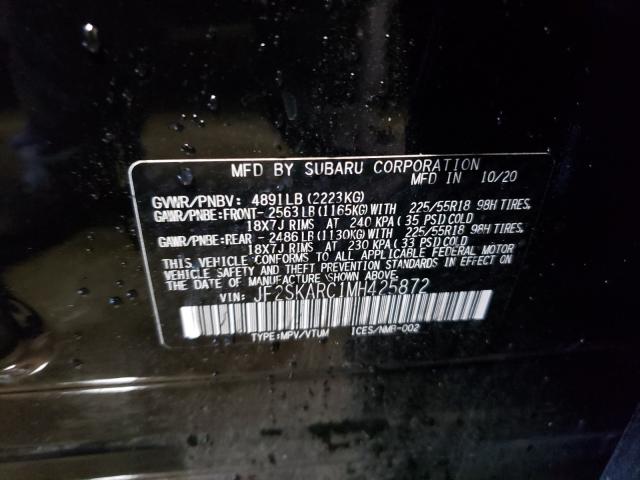 MFD BY SUBARU CORPORATION
MFD IN 10/20
GVWR/PNBV: 4891LB(2223KG)
GAWR/PNBE:FRONT-2563LB(1165KG)WITH 225/55R18 98H TIRES,
18X7J RIMS AT 240 KPA(35 PSI)COLD
GAWR/PNBE:REAR -2486LB(1130KG)WITH 225/55R18 98H TIRES,
18X7J RIMS AT 230 KPA(33 PSI)COLD
THIS VEHICLE CONFORMS TO ALL APPLICABLE FEDERAL MOTOR
VEHICLE SAFETY AND THEFT PREVENTION STANDARDS IN EFFECT ON
THE DATE OF MANUFACTURE SHOWN ABOVE.
VIN: JF2SKARC1MH425872
TYPE:MPV/VTUM ICES/NMB-002